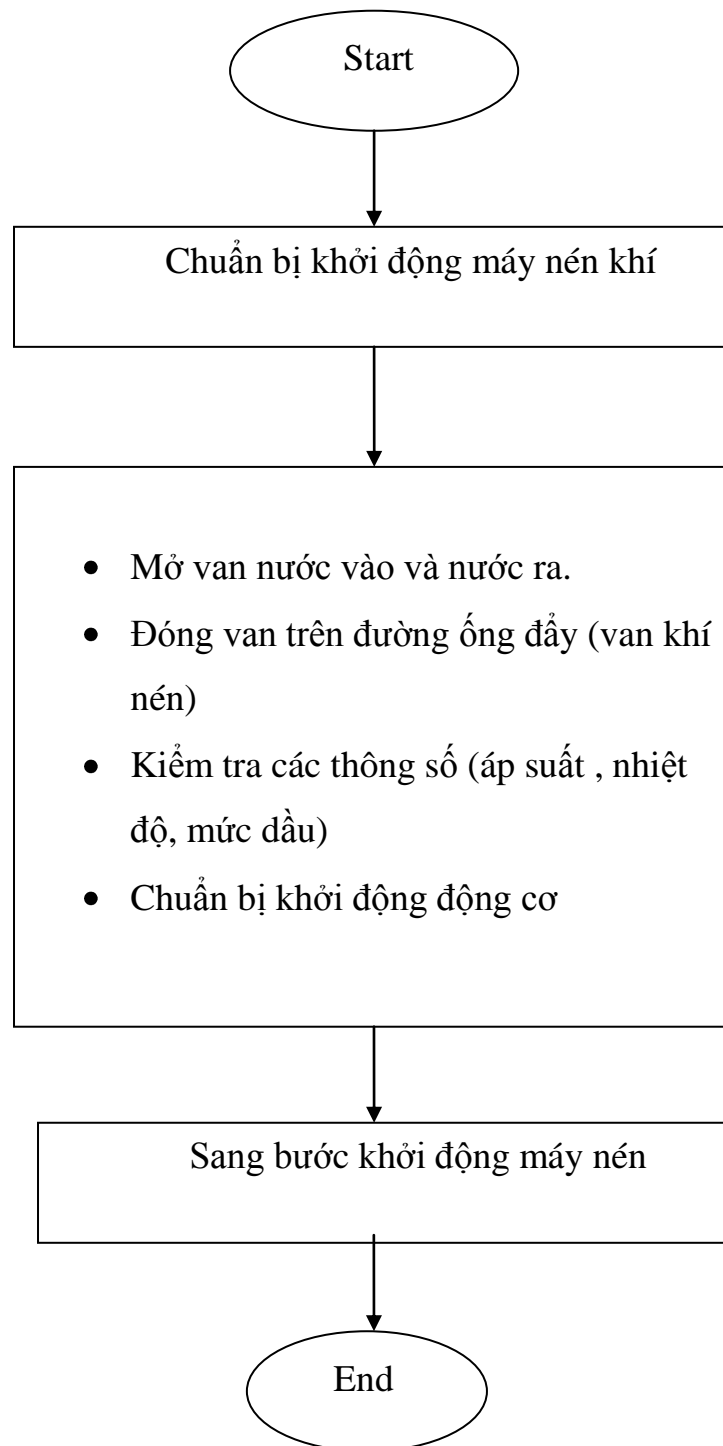 Start
Chuẩn bị khởi động máy nén khí
• Mở van nước vào và nước ra.
• Đóng van trên đường ống đẩy (van khí
nén)
• Kiểm tra các thông số (áp suất , nhiệt
độ, mức dầu)
• Chuẩn bị khởi động động cơ
Sang bước khởi động máy nén
End